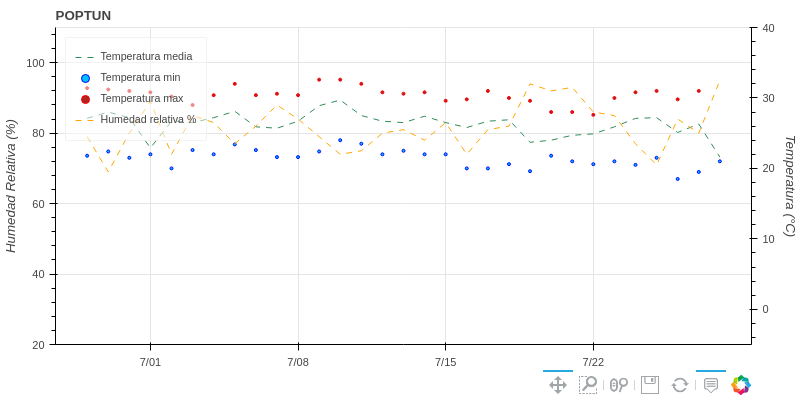 POPTUN
Temperatura media
Temperatura min
Temperatura max
Humedad relativa %
Humedad Relativa (%)
100
80
60
40
20
40
30
20
10
0
Temperatura (°C)
7/01
7/08
7/15
7/22